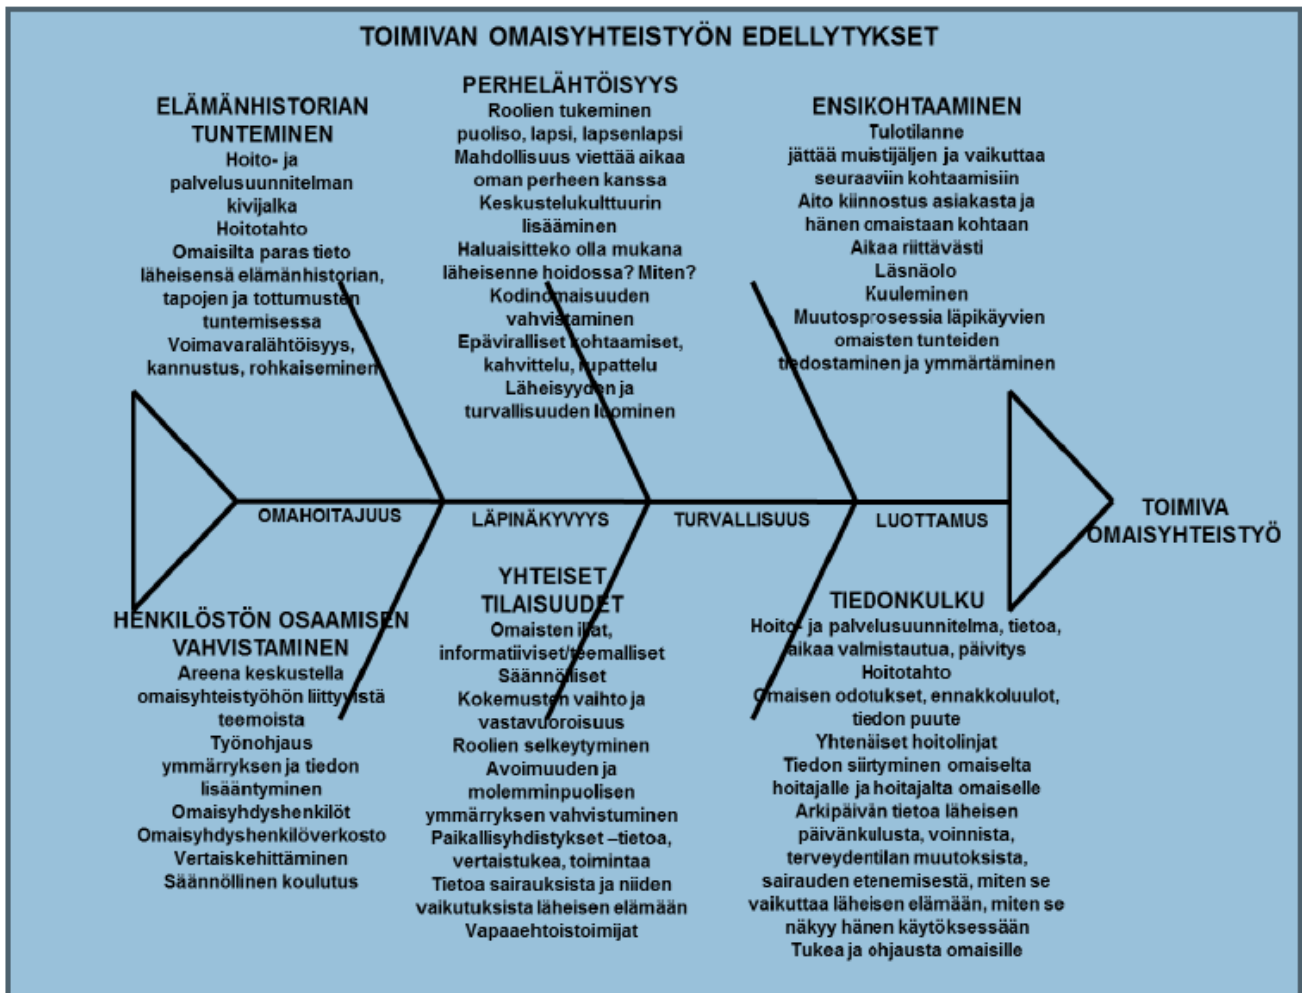 TOIMIVAN OMAISYHTEISTYÖN EDELLYTYKSET
ELÄMÄNHISTORIAN
TUNTEMINEN
Hoito- ja
palvelusuunnitelman
kivijalka
Hoitotahto
Omaisilta paras tieto
läheisensä elämänhistorian,
tapojen ja tottumusten
tuntemisessa
Voimavaralähtöisyys,
kannustus, rohkaiseminen
PERHELÄHTÖISYYS
Roolien tukeminen
puoliso, lapsi, lapsenlapsi
Mahdollisuus viettää aikaa
oman perheen kanssa
Keskustelukulttuurin
lisääminen
Haluaisitteko olla mukana
läheisenne hoidossa? Miten?
Kodinomaisuuden
vahvistaminen
Epäviralliset kohtaamiset,
kahvittelu, rupattelu
Läheisyyden ja
turvallisuuden luominen
ENSIKOHTAAMINEN
Tulotilanne
jättää muistijäljen ja vaikuttaa
seuraaviin kohtaamisiin
Aito kiinnostus asiakasta ja
hänen omaistaan kohtaan
Aikaa riittävästi
Läsnäolo
Kuuleminen
Muutosprosessia läpikäyvien
omaisten tunteiden
tiedostaminen ja ymmärtäminen
OMAHOITAJUUS
LÄPINÄKYVYYS
TURVALLISUUS
LUOTTAMUS
TOIMIVA
OMAISYHTEISTYÖ
HENKILÖSTÖN OSAAMISEN
VAHVISTAMINEN
Areena keskustella
omaisyhteistyöhön liittyvistä
teemoista
Työnohjaus
ymmärryksen ja tiedon
lisääntyminen
Omaisyhdyshenkilöt
Omaisyhdyshenkilöverkosto
Vertaiskehittäminen
Säännöllinen koulutus
YHTEISET
TILAISUUDET
Omaisten illat,
informatiiviset/teemalliset
Säännölliset
Kokemusten vaihto ja
vastavuoroisuus
Roolien selkeytyminen
Avoimuuden ja
molemminpuolisen
ymmärryksen vahvistuminen
Paikallisyhdistykset –tietoa,
vertaistukea, toimintaa
Tietoa sairauksista ja niiden
vaikutuksista läheisen elämään
Vapaaehtoistoimijat
TIEDONKULKU
Hoito- ja palvelusuunnitelma, tietoa,
aikaa valmistautua, päivitys
Hoitotahto
Omaisen odotukset, ennakkoluulot,
tiedon puute
Yhtenäiset hoitolinjat
Tiedon siirtyminen omaiselta
hoitajalle ja hoitajalta omaiselle
Arkipäivän tietoa läheisen
päivänkulusta, voinnista,
terveydentilan muutoksista,
sairauden etenemisestä, miten se
vaikuttaa läheisen elämään, miten se
näkyy hänen käytöksessään
Tukea ja ohjausta omaisille